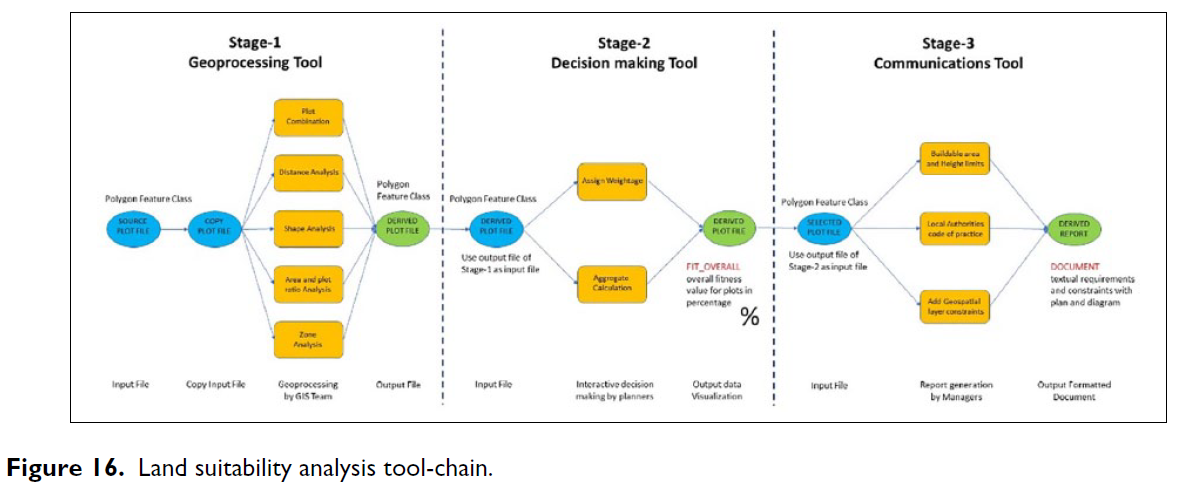 Stage-1
Geoprocessing Tool
Stage-2
Decision making Tool
Stage-3
Communications Tool
Plot
Combination
Distance Analysis
Shape Analysis
Area and plot
ratio Analysis
Zone
Analysis
Polygon Feature Class
SOURCE
PLOT FILE
COPY
PLOT FILE
Polygon
Feature Class
DERIVED
PLOT FILE
Input File
Copy Input File
Geoprocessing
by GIS Team
Output File
Polygon Feature Class
DERIVED
PLOT FILE
Use output file of
Stage-1 as input file
Assign Weightage
Aggregate
Calculation
DERIVED
PLOT FILE
FIT_OVERALL
overall fitness
value for plots in
percentage
%
Input File
Interactive decision
making by planners
Output data
Visualization
Polygon Feature Class
SELECTED
PLOT FILE
Use output file of
Stage-2 as input file
Buildable area
and Height limits
Local Authorities
code of practice
Add Geospatial
layer constraints
DERIVED
REPORT
DOCUMENT
textual requirements
and constraints with
plan and diagram
Input File
Report generation
by Managers
Output Formatted
Document
Figure 16. Land suitability analysis tool-chain.